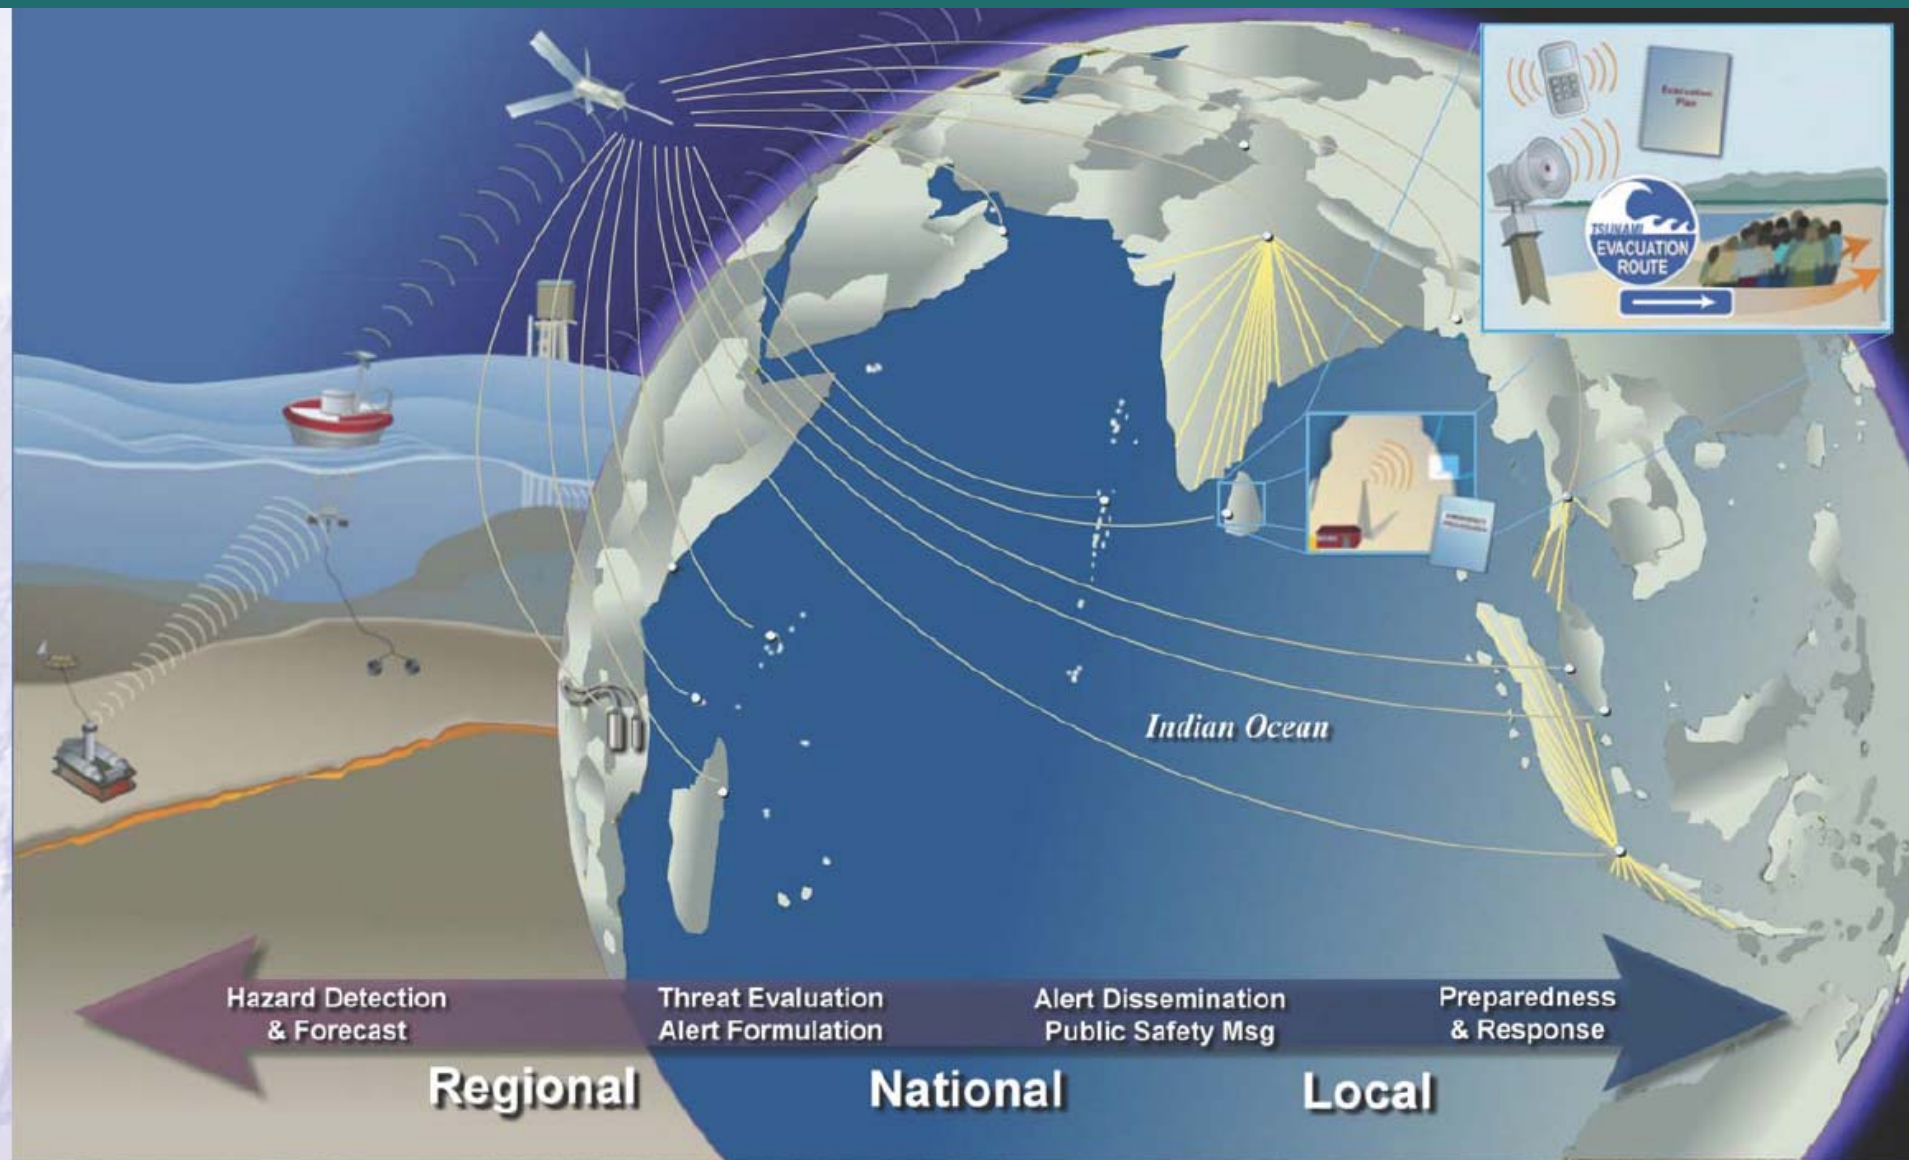 Evacuation
Plan
TSUNAMI
EVACUATION
ROUTE
Indian Ocean
Hazard Detection
& Forecast
Threat Evaluation
Alert Formulation
Alert Dissemination
Public Safety Msg
Preparedness
& Response
Regional
National
Local